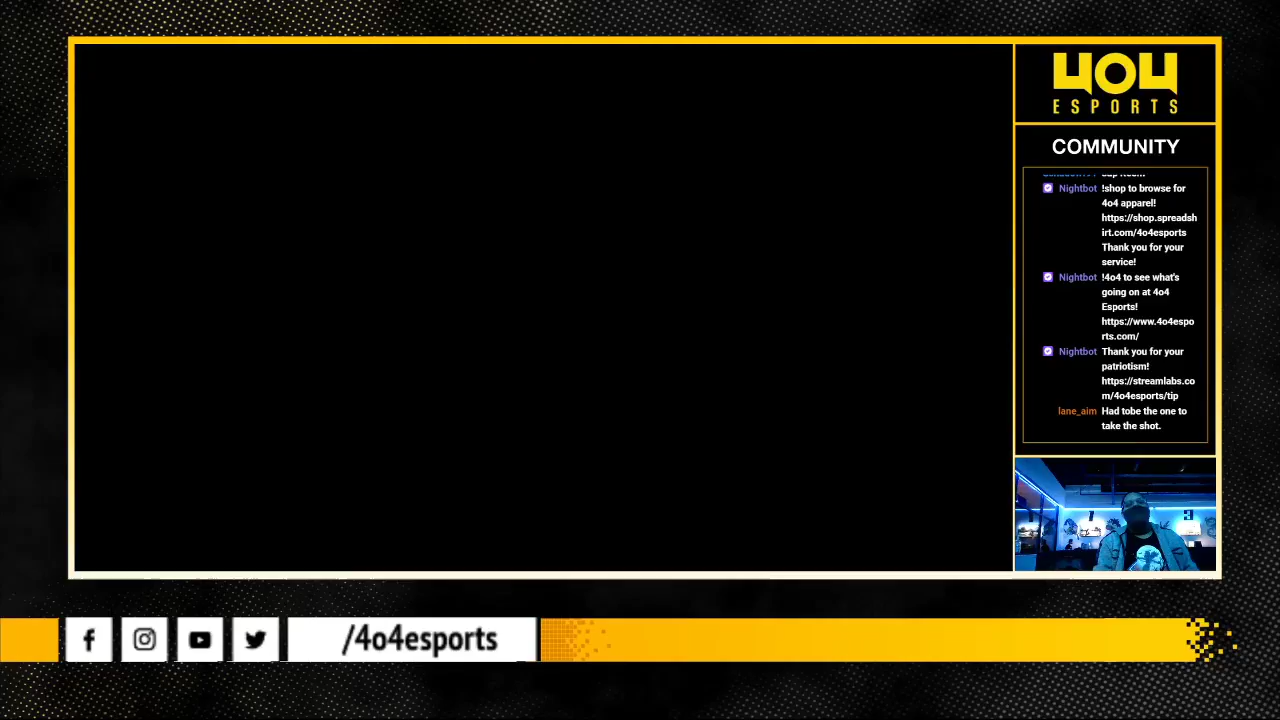 4O4
ESPORTS
COMMUNITY
Nightbot !shop to browse for
4o4 apparel!
https://shop.spreadsh
irt.com/4o4esports
Thank you for your
service!
Nightbot !4o4 to see what's
going on at 4o4
Esports!
https://www.4o4espo
rts.com/
Nightbot Thank you for your
patriotism!
https://streamlabs.co
m/4o4esports/tip
lane_aim Had tobe the one to
take the shot.
/4o4esports